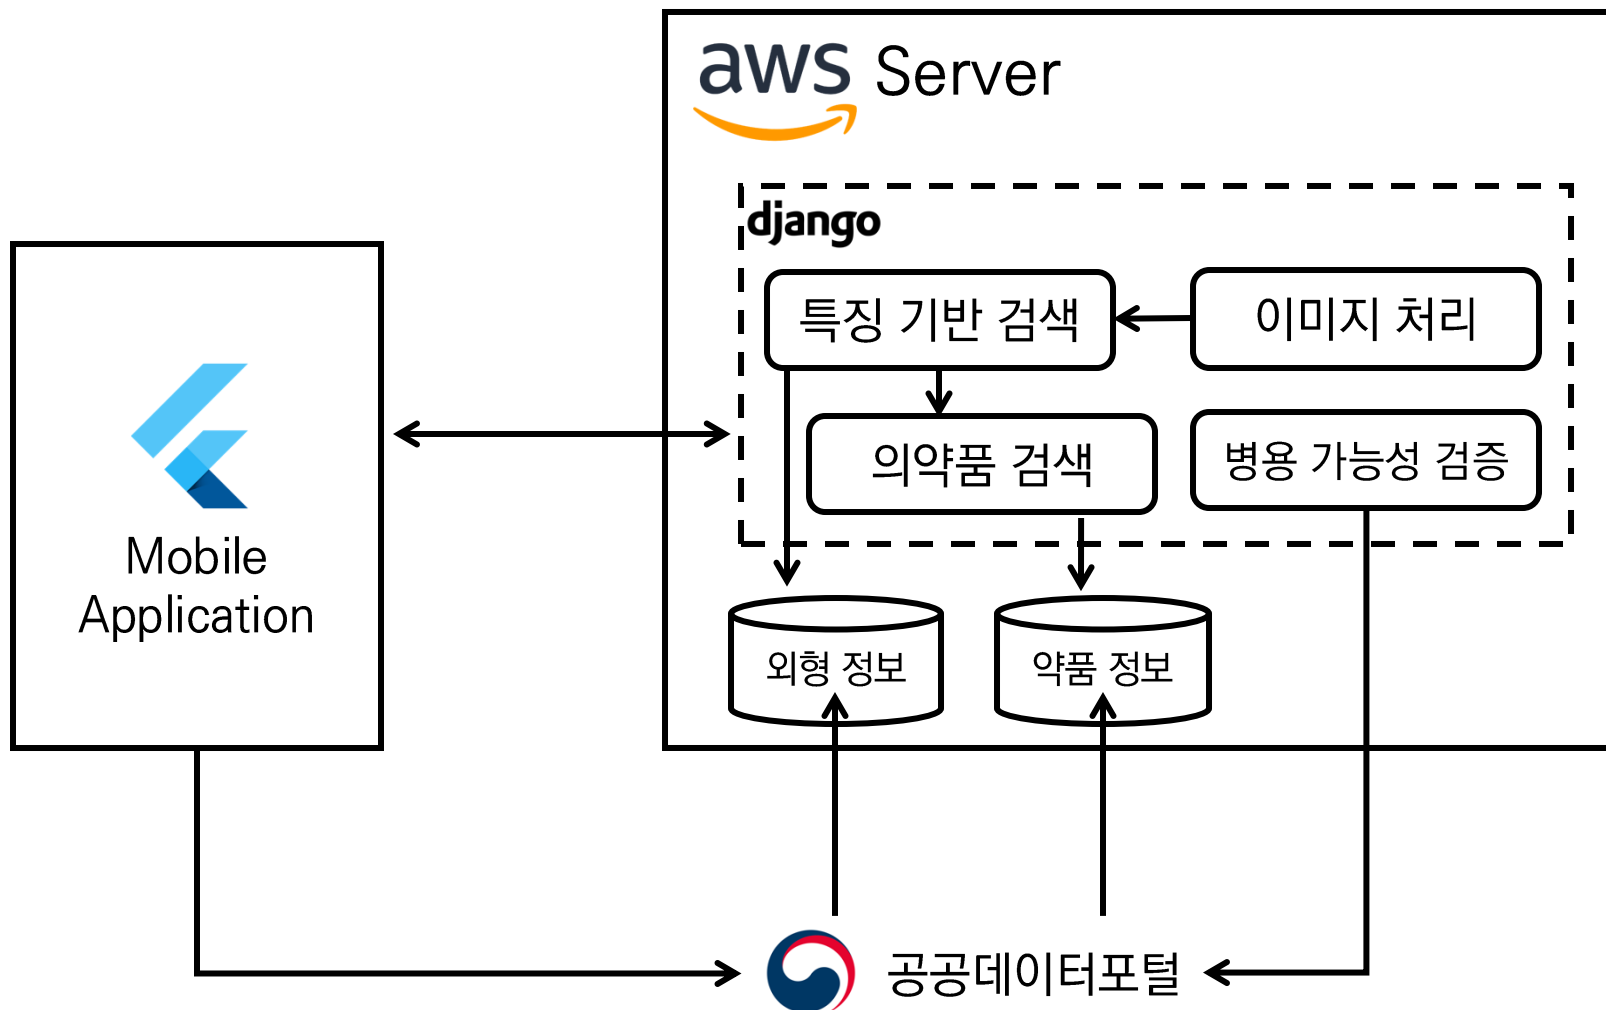 aws Server
django
특징 기반 검색
이미지 처리
의약품 검색
병용 가능성 검증
Mobile
Application
외형 정보
약품 정보
공공데이터포털